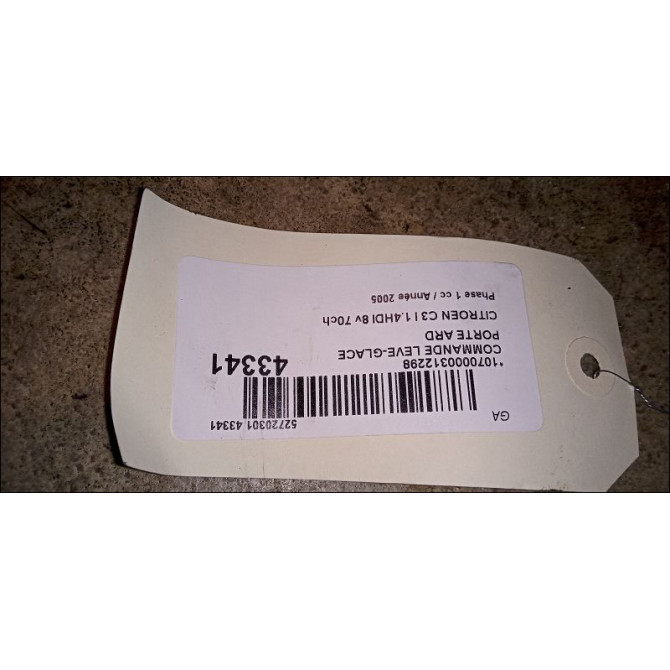 GA
52720301 43341
*1070000312298 43341
COMMANDE LEVE-GLACE
PORTE ARD
CITROEN C3 I 1.4HDI 8v 70ch
Phase 1 cc / Année 2005